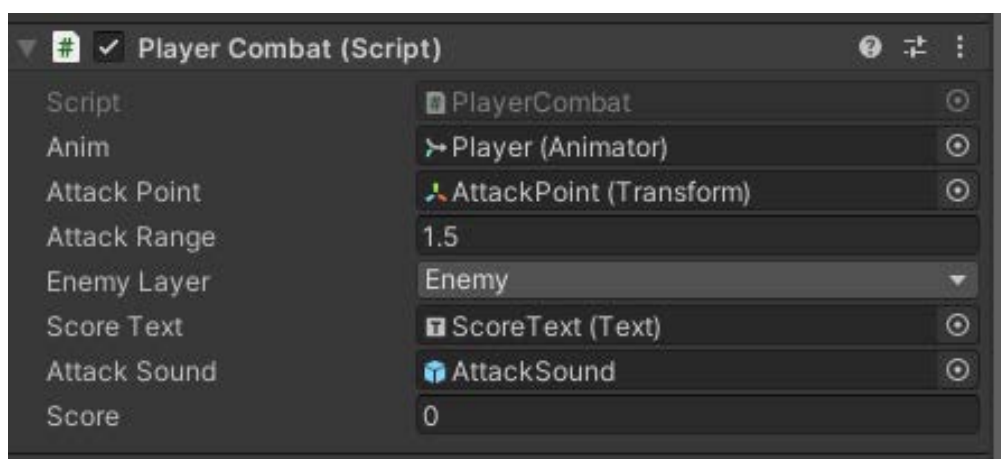 Player Combat (Script)
Script PlayerCombat
Anim Player (Animator)
Attack Point AttackPoint (Transform)
Attack Range 1.5
Enemy Layer Enemy
Score Text ScoreText (Text)
Attack Sound AttackSound
Score 0